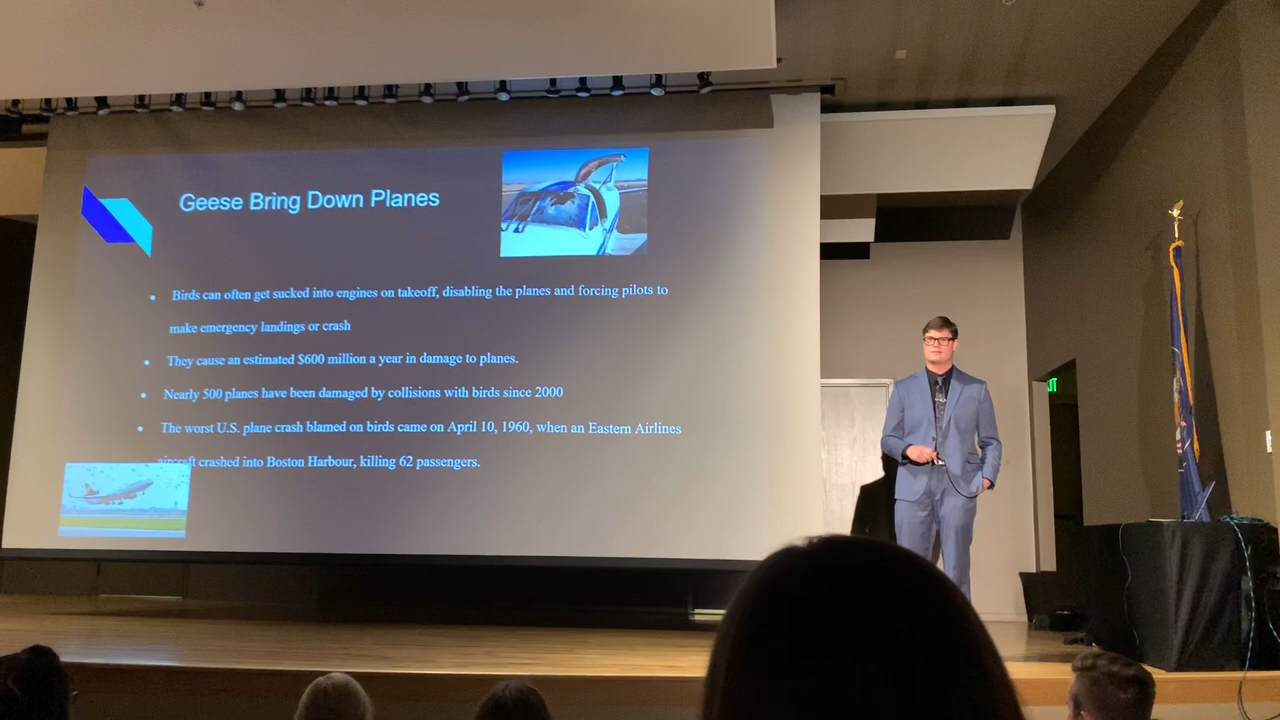 Geese Bring Down Planes
• Birds can often get sucked into engines on takeoff, disabling the planes and forcing pilots to
make emergency landings or crash
• They cause an estimated $600 million a year in damage to planes.
• Nearly 500 planes have been damaged by collisions with birds since 2000
• The worst U.S. plane crash blamed on birds came on April 10, 1960, when an Eastern Airlines
aircraft crashed into Boston Harbour, killing 62 passengers.
IT